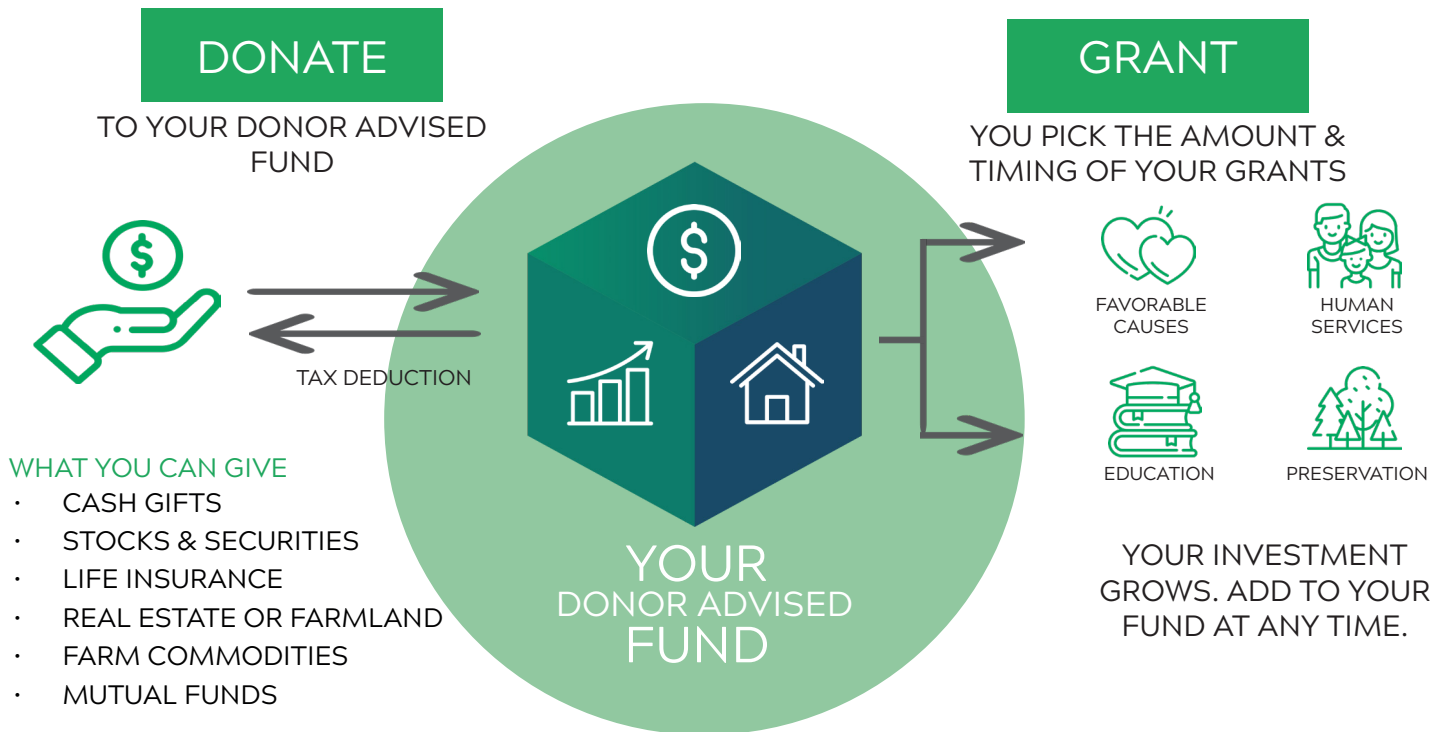 DONATE
TO YOUR DONOR ADVISED
FUND
TAX DEDUCTION
WHAT YOU CAN GIVE
· CASH GIFTS
· STOCKS & SECURITIES
· LIFE INSURANCE
· REAL ESTATE OR FARMLAND
· FARM COMMODITIES
· MUTUAL FUNDS
$
$
YOUR
DONOR ADVISED
FUND
GRANT
YOU PICK THE AMOUNT &
TIMING OF YOUR GRANTS
FAVORABLE
CAUSES
HUMAN
SERVICES
EDUCATION
PRESERVATION
YOUR INVESTMENT
GROWS. ADD TO YOUR
FUND AT ANY TIME.